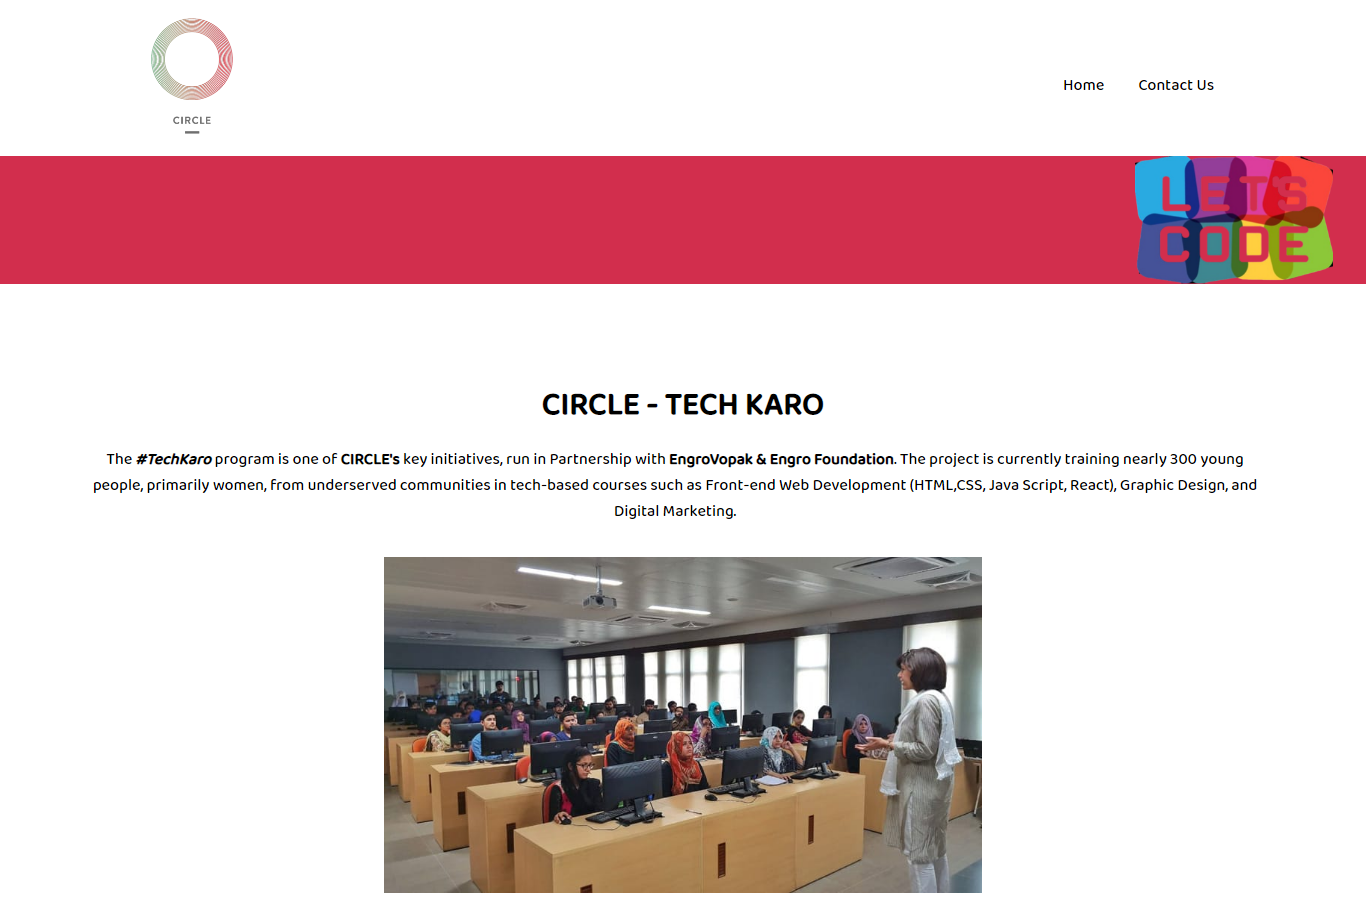 CIRCLE
Home
Contact Us
LET'S
CODE
CIRCLE - TECH KARO
The #TechKaro program is one of CIRCLE's key initiatives, run in Partnership with EngroVopak & Engro Foundation. The project is currently training nearly 300 young
people, primarily women, from underserved communities in tech-based courses such as Front-end Web Development (HTML,CSS, Java Script, React), Graphic Design, and
Digital Marketing.